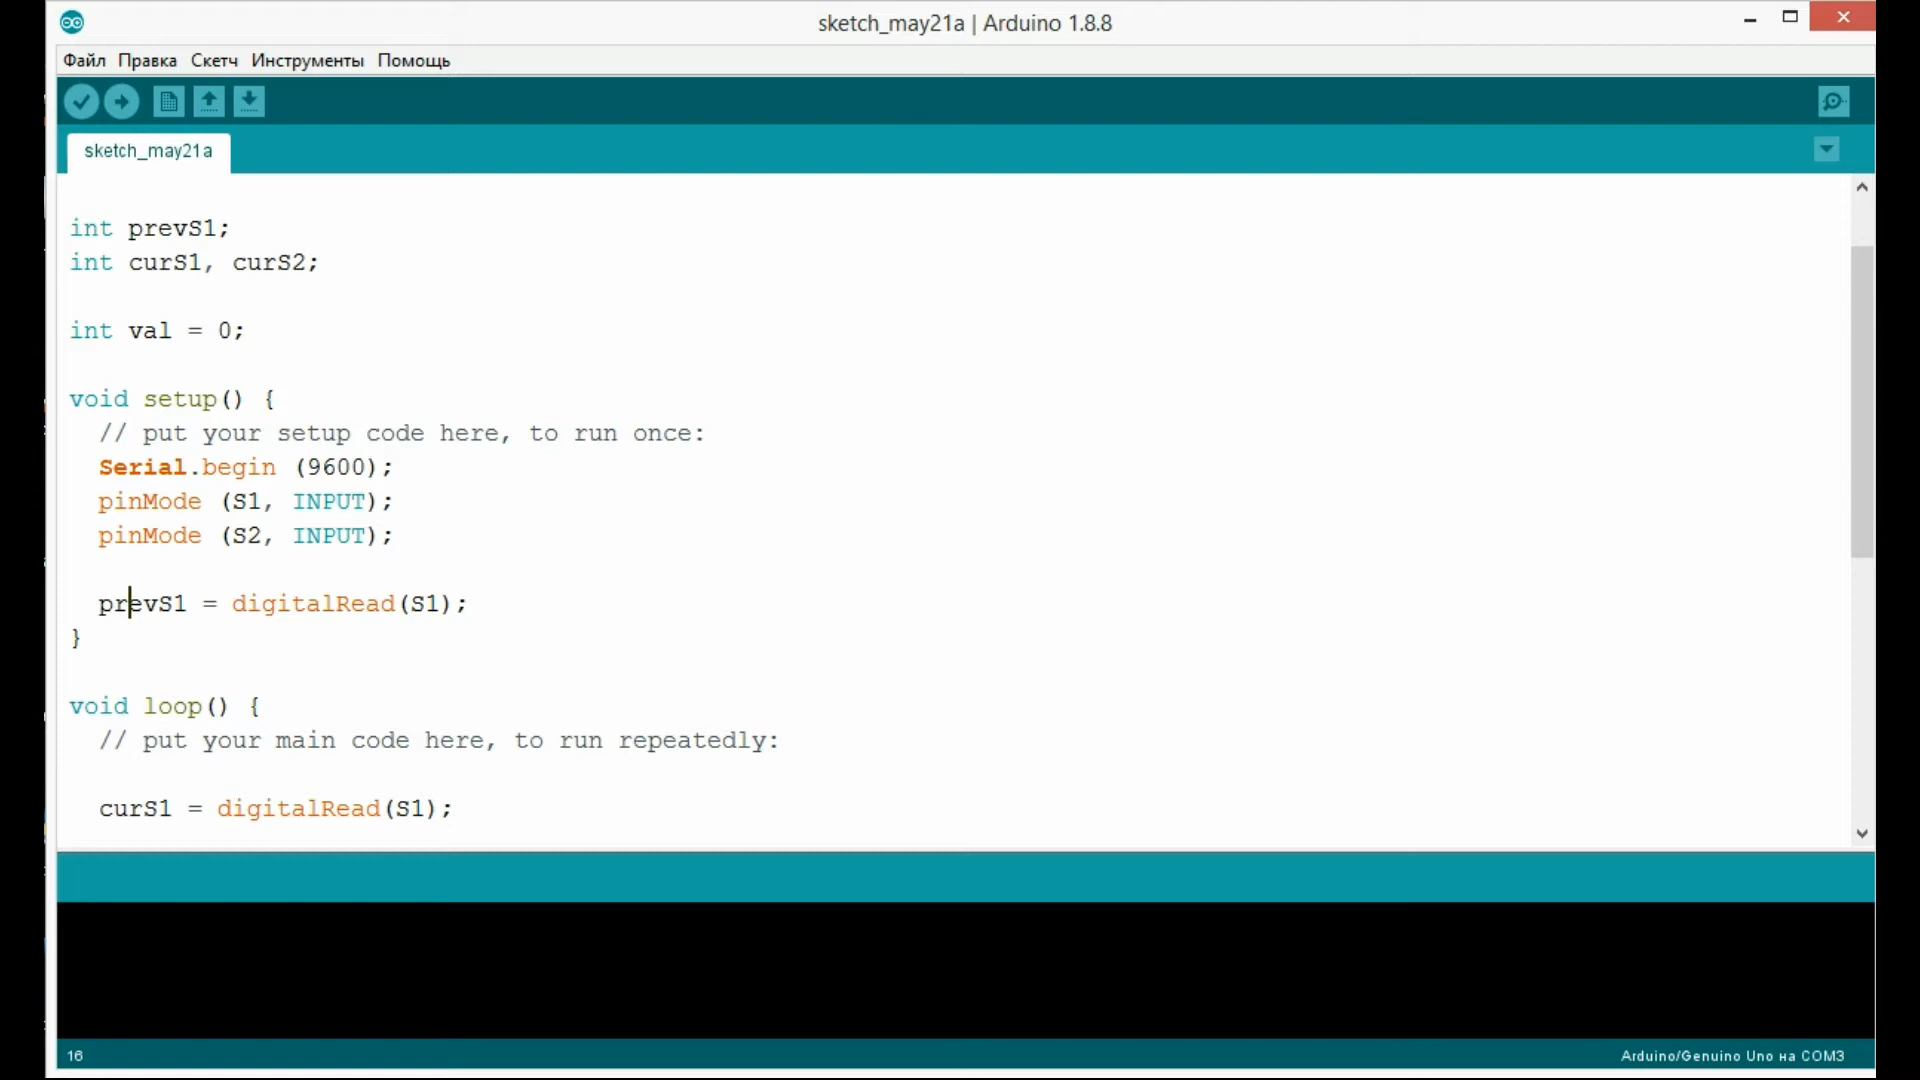 sketch_may21a | Arduino 1.8.8
Файл Правка Скетч Инструменты Помощь
sketch_may21a
int prevS1;
int curS1, curS2;
int val = 0;
void setup() {
// put your setup code here, to run once:
Serial.begin (9600);
pinMode (S1, INPUT);
pinMode (S2, INPUT);
prevS1 = digitalRead(S1);
}
void loop() {
// put your main code here, to run repeatedly:
curS1 = digitalRead(S1);
16
Arduino/Genuino Uno на COM3